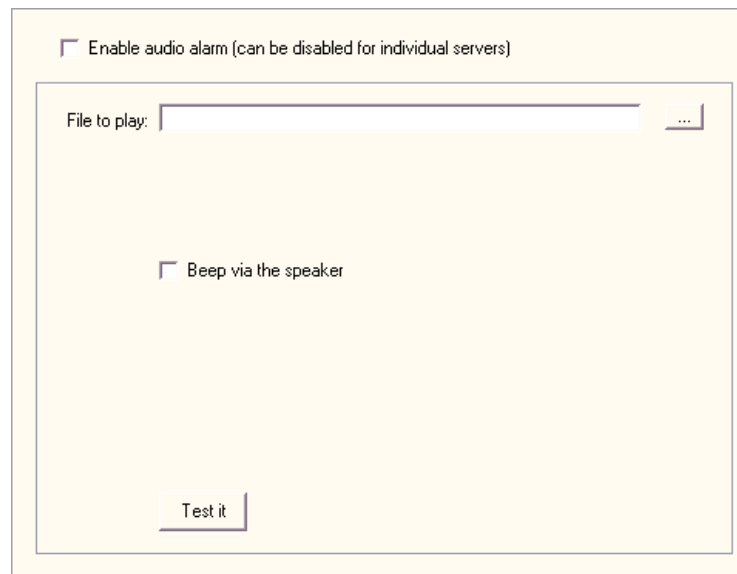 Enable audio alarm (can be disabled for individual servers)
File to play: ...
Beep via the speaker
Test it